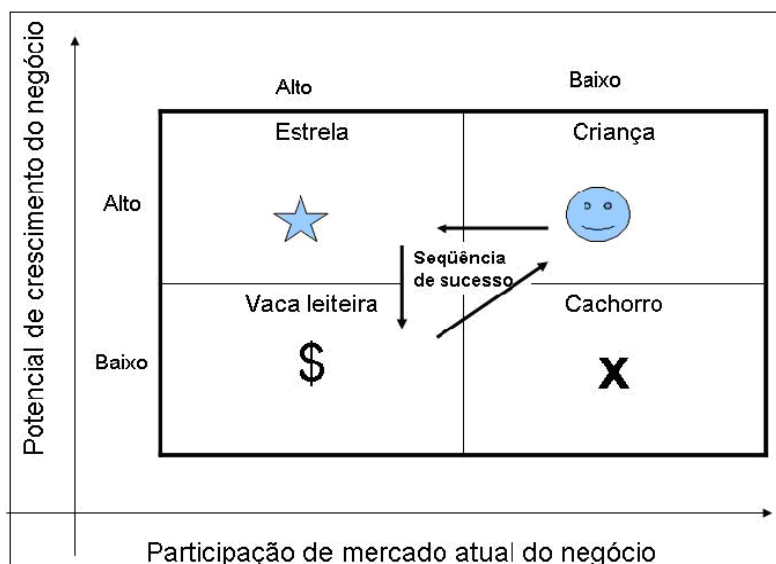 Potencial de crescimento do negócio
Alto
Baixo
Estrela
Criança
Alto
Seqüência
de sucesso
Vaca leiteira
Cachorro
Baixo
$
x
Participação de mercado atual do negócio